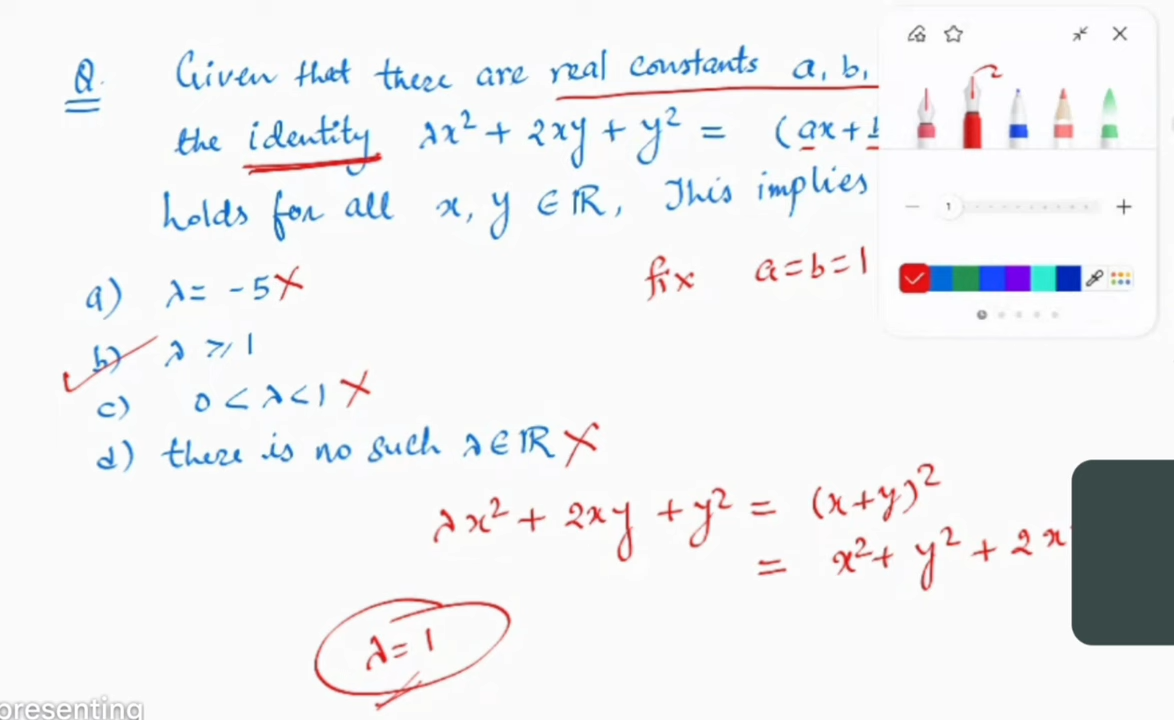 Q. Given that there are real constants a, b,
the identity λx² + 2xy + y² = (ax +
holds for all x, y ∈ ℝ, This implies
a) λ = -5 X
fix a = b = 1
b) λ ⩾ 1
c) 0 < λ < 1 X
d) there is no such λ ∈ ℝ X
λx² + 2xy + y² = (x+y)²
= x² + y² + 2x
λ = 1
1
presenting